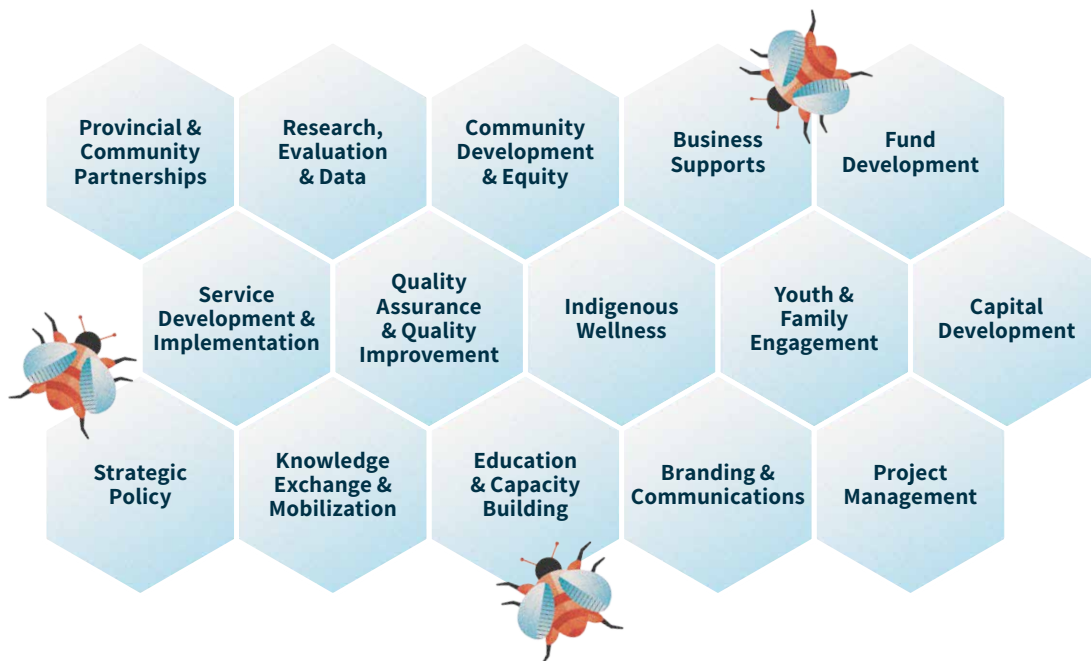 Provincial &
Community
Partnerships
Research,
Evaluation
& Data
Community
Development
& Equity
Business
Supports
Fund
Development
Service
Development &
Implementation
Quality
Assurance
& Quality
Improvement
Indigenous
Wellness
Youth &
Family
Engagement
Capital
Development
Strategic
Policy
Knowledge
Exchange &
Mobilization
Education
& Capacity
Building
Branding &
Communications
Project
Management